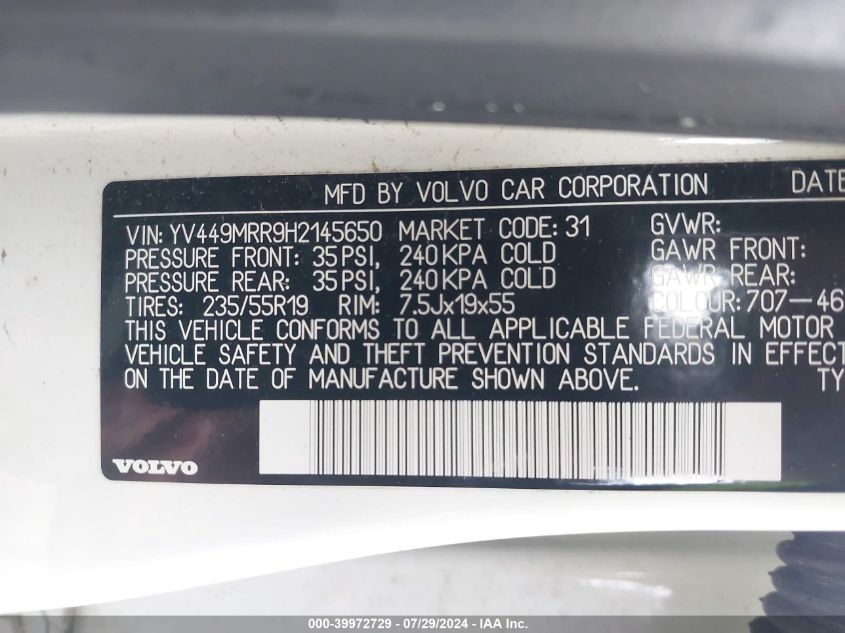 MFD BY VOLVO CAR CORPORATION DATE
VIN: YV449MRR9H2145650 MARKET CODE: 31 GVWR:
PRESSURE FRONT: 35 PSI, 240 KPA COLD GAWR FRONT:
PRESSURE REAR: 35 PSI, 240 KPA COLD GAWR REAR:
TIRES: 235/55R19 RIM: 7.5Jx19x55 COLOUR: 707-46
THIS VEHICLE CONFORMS TO ALL APPLICABLE FEDERAL MOTOR
VEHICLE SAFETY AND THEFT PREVENTION STANDARDS IN EFFECT
ON THE DATE OF MANUFACTURE SHOWN ABOVE. TY
VOLVO
000-39972729 - 07/29/2024 - IAA Inc.